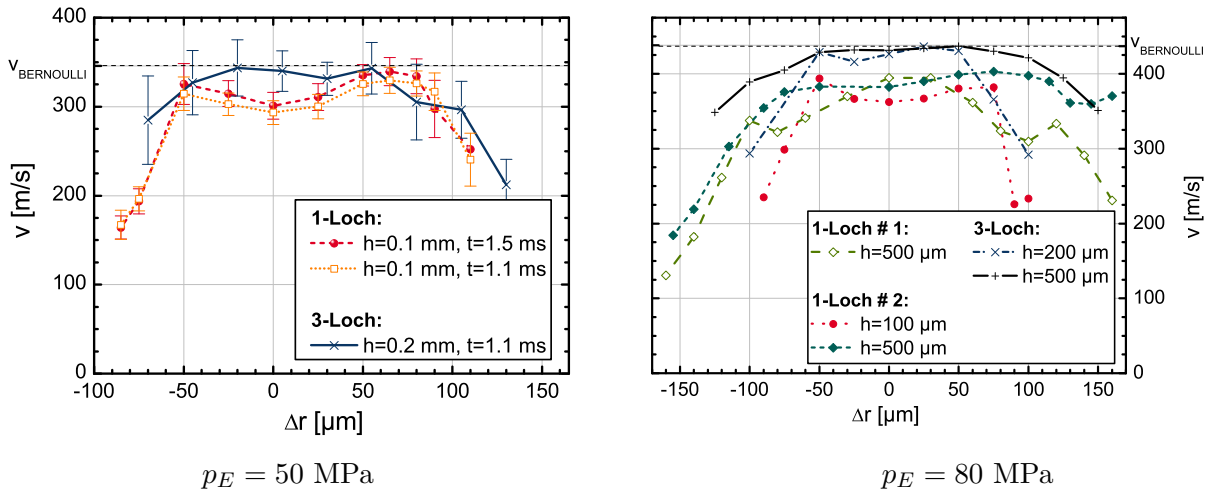 400
v_BERNOULLI
300
200
100
0
v [m/s]
-100 -50 0 50 100 150
Δr [µm]
1-Loch:
h=0.1 mm, t=1.5 ms
h=0.1 mm, t=1.1 ms
3-Loch:
h=0.2 mm, t=1.1 ms
p_E = 50 MPa
v_BERNOULLI
400
300
200
100
0
v [m/s]
-150 -100 -50 0 50 100 150
Δr [µm]
1-Loch # 1:
h=500 µm
1-Loch # 2:
h=100 µm
h=500 µm
3-Loch:
h=200 µm
h=500 µm
p_E = 80 MPa